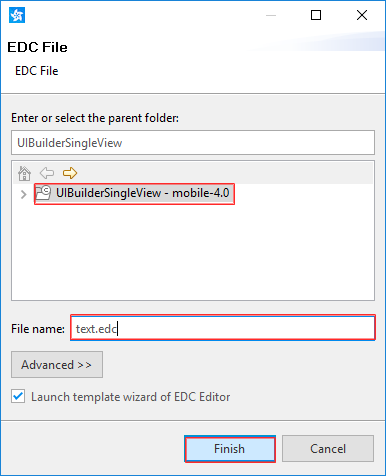 EDC File
EDC File
Enter or select the parent folder:
UIBuilderSingleView
UIBuilderSingleView - mobile-4.0
File name: text.edc
Advanced >>
Launch template wizard of EDC Editor
Finish Cancel